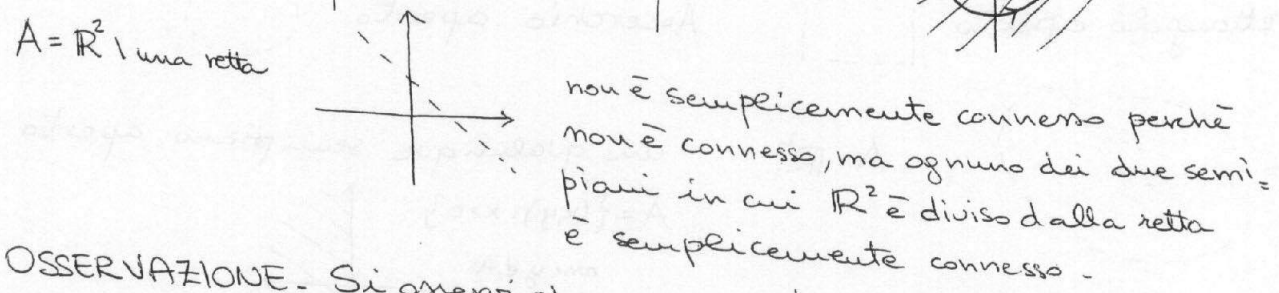 A = ℝ² \ una retta
non è semplicemente connesso perchè
non è connesso, ma ognuno dei due semi=
piani in cui ℝ² è diviso dalla retta
è semplicemente connesso.
OSSERVAZIONE. Si